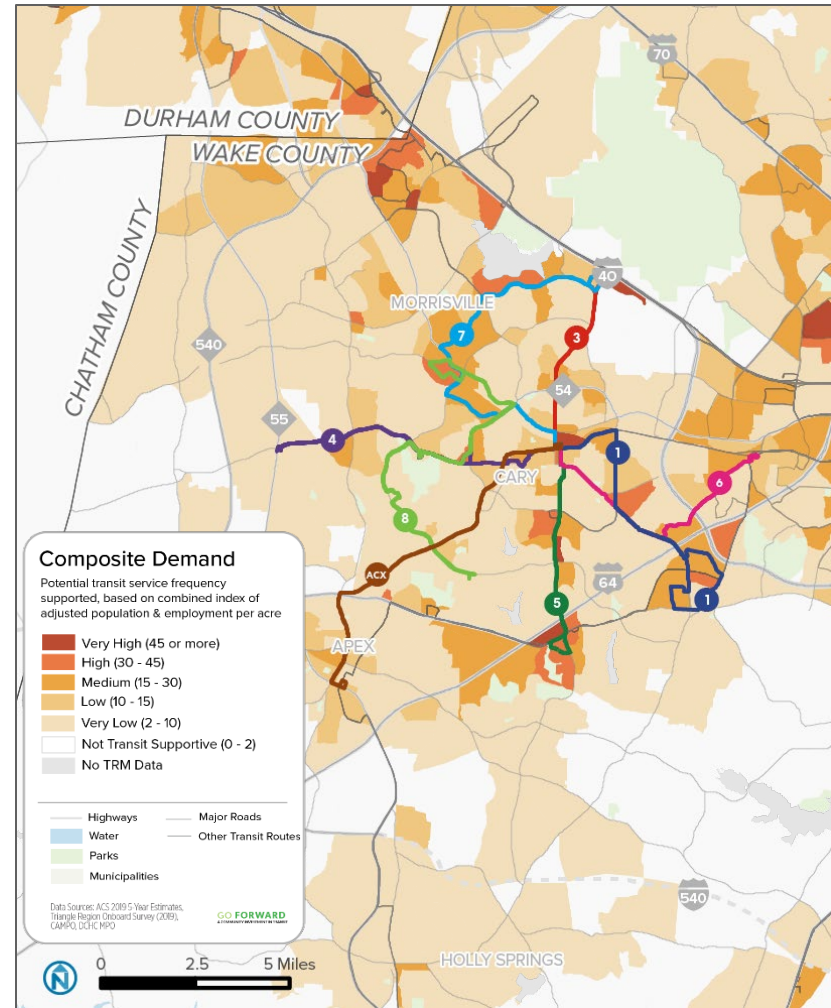 70
DURHAM COUNTY
WAKE COUNTY
CHATHAM COUNTY
40
MORRISVILLE
7
3
540
54
55
4
1
CARY
6
8
64
ACX
5
1
APEX
Composite Demand
Potential transit service frequency
supported, based on combined index of
adjusted population & employment per acre
Very High (45 or more)
High (30 - 45)
Medium (15 - 30)
Low (10 - 15)
Very Low (2 - 10)
Not Transit Supportive (0 - 2)
No TRM Data
Highways
Major Roads
Water
Other Transit Routes
Parks
Municipalities
Data Sources: ACS 2019 5-Year Estimates,
Triangle Region Onboard Survey (2019),
CAMPO, DCHC MPO
GO FORWARD
A COMMUNITY INVESTMENT IN TRANSIT
540
HOLLY SPRINGS
N
0 2.5 5 Miles